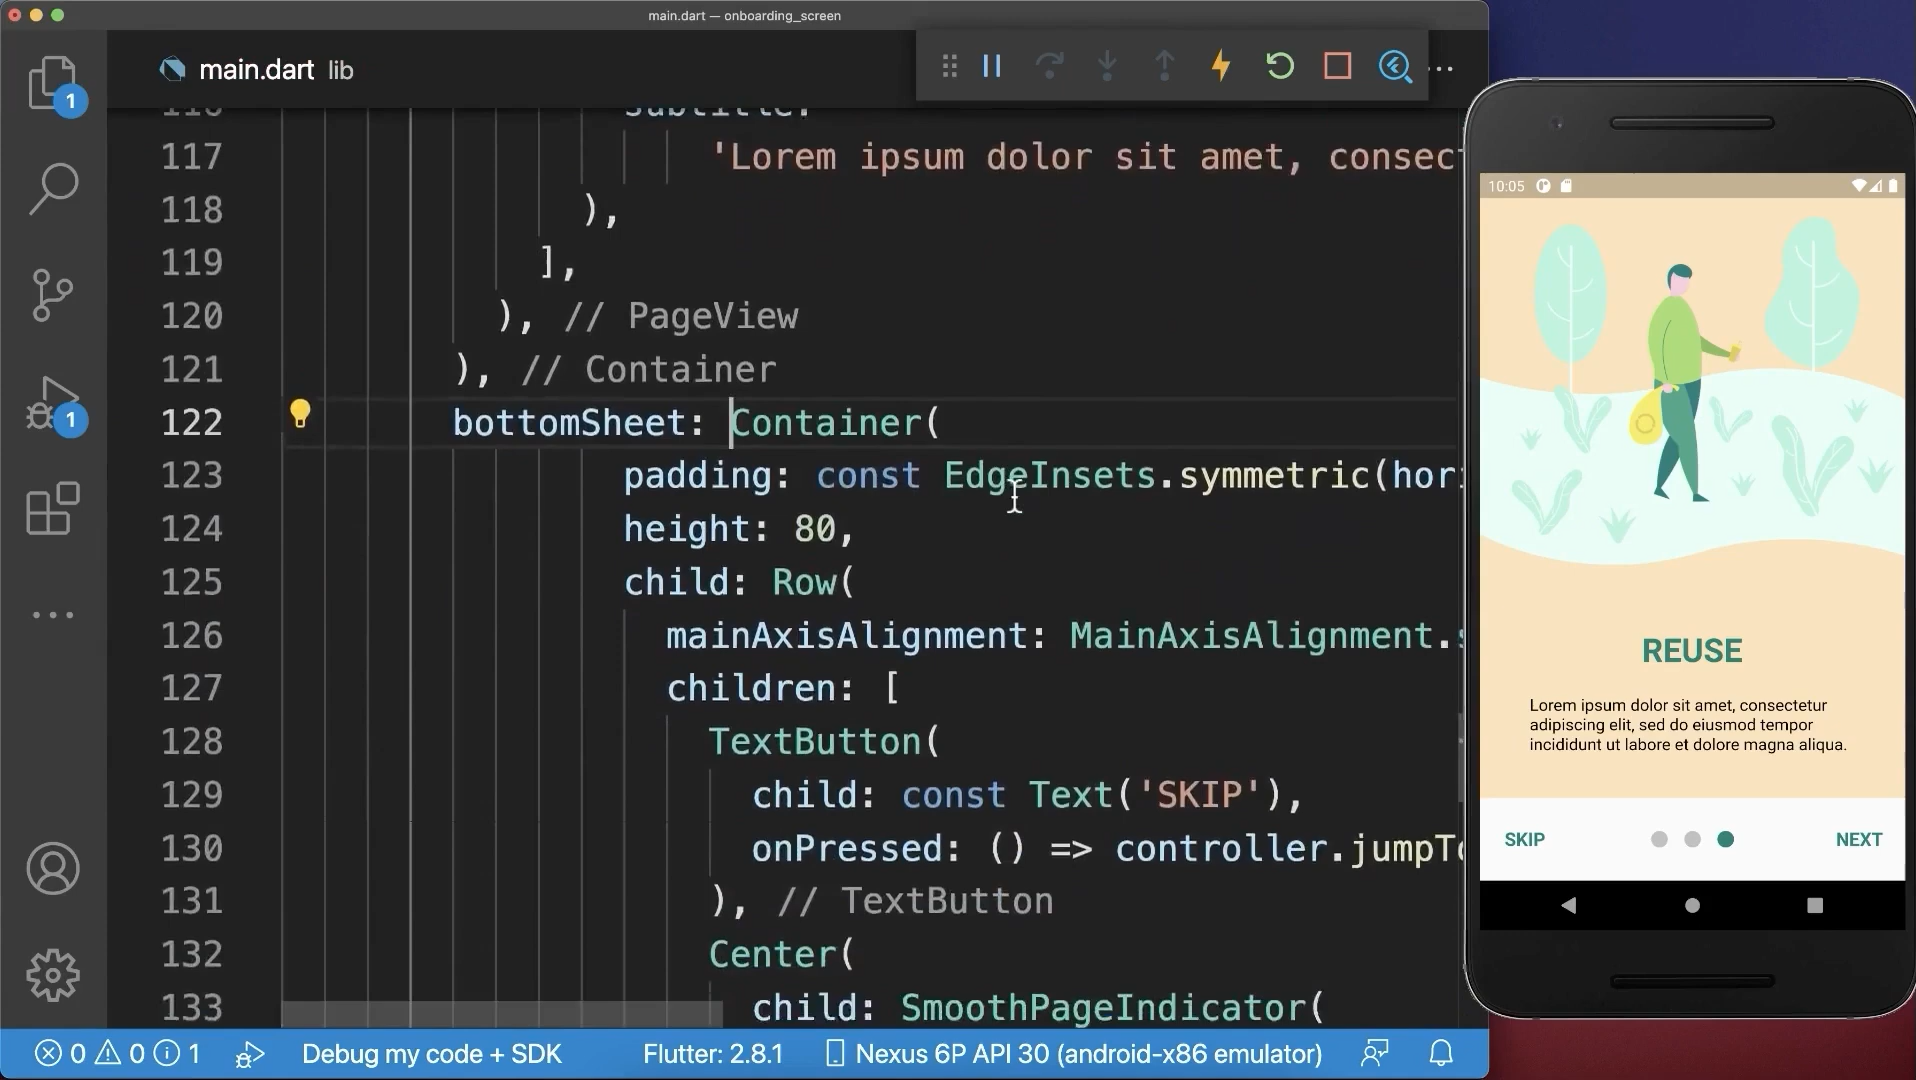 main.dart — onboarding_screen
main.dart lib
1
1
116 subtitle:
117 'Lorem ipsum dolor sit amet, consect
118 ),
119 ],
120 ), // PageView
121 ), // Container
122 bottomSheet: Container(
123 padding: const EdgeInsets.symmetric(hori
124 height: 80,
125 child: Row(
126 mainAxisAlignment: MainAxisAlignment.s
127 children: [
128 TextButton(
129 child: const Text('SKIP'),
130 onPressed: () => controller.jumpTo
131 ), // TextButton
132 Center(
133 child: SmoothPageIndicator(
0 0 1 Debug my code + SDK Flutter: 2.8.1 Nexus 6P API 30 (android-x86 emulator)
10:05
REUSE
Lorem ipsum dolor sit amet, consectetur
adipiscing elit, sed do eiusmod tempor
incididunt ut labore et dolore magna aliqua.
SKIP NEXT